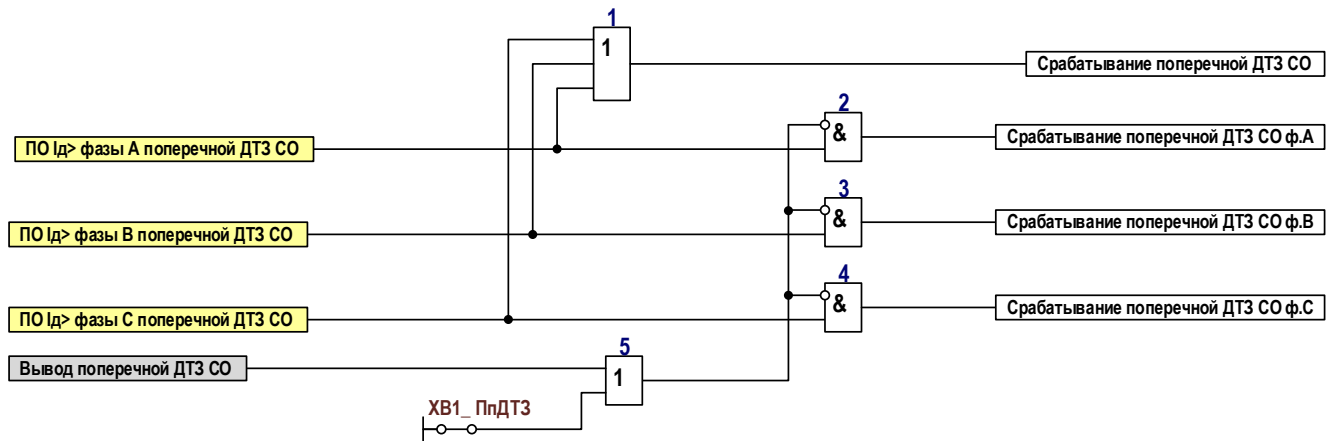 1
1
Срабатывание поперечной ДТЗ СО
2
&
ПО Iд> фазы А поперечной ДТЗ СО
Срабатывание поперечной ДТЗ СО ф.А
3
&
ПО Iд> фазы В поперечной ДТЗ СО
Срабатывание поперечной ДТЗ СО ф.В
4
&
ПО Iд> фазы С поперечной ДТЗ СО
Срабатывание поперечной ДТЗ СО ф.С
5
1
Вывод поперечной ДТЗ СО
XB1_ ПпДТЗ